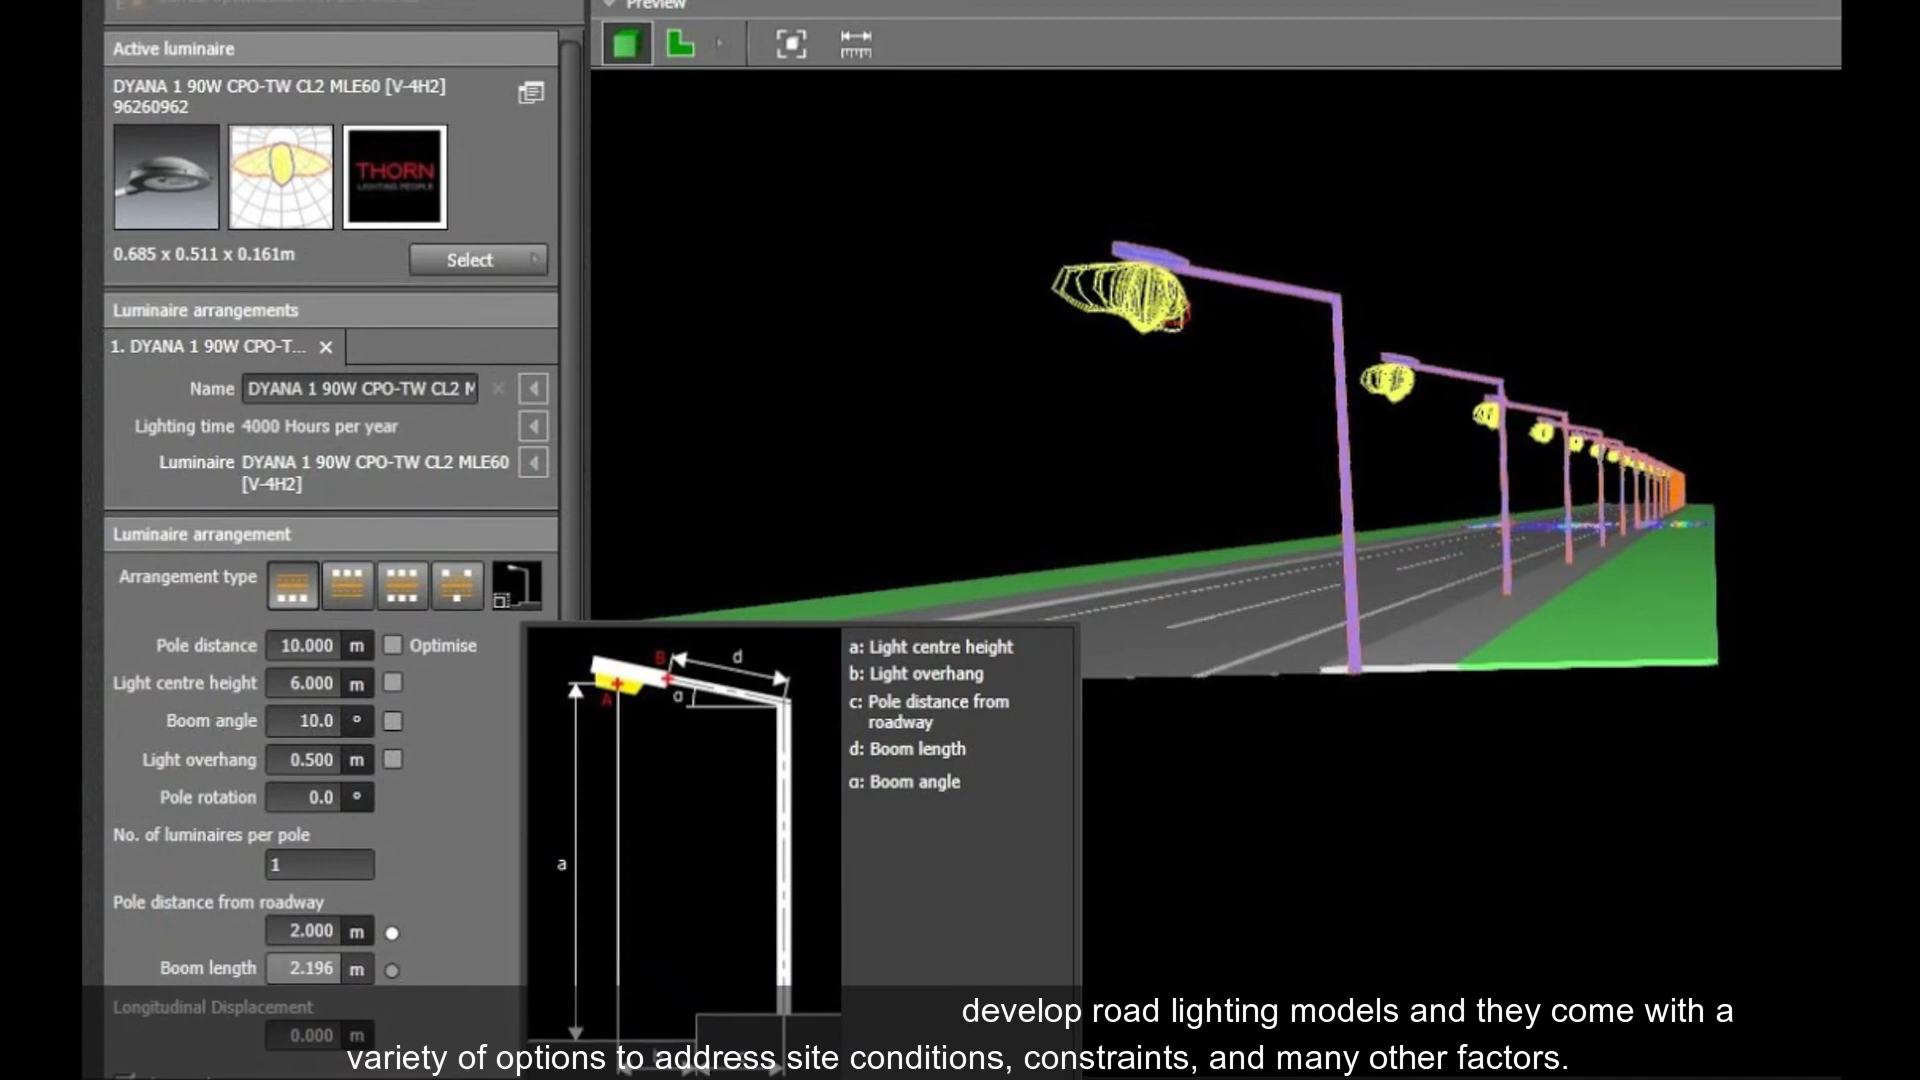 Preview
Active luminaire
DYANA 1 90W CPO-TW CL2 MLE60 [V-4H2]
96260962
THORN
LIGHTING PEOPLE
0.685 x 0.511 x 0.161m
Select
Luminaire arrangements
1. DYANA 1 90W CPO-T...
Name DYANA 1 90W CPO-TW CL2 M
Lighting time 4000 Hours per year
Luminaire DYANA 1 90W CPO-TW CL2 MLE60
[V-4H2]
Luminaire arrangement
Arrangement type
Pole distance 10.000 m Optimise
Light centre height 6.000 m
Boom angle 10.0 °
Light overhang 0.500 m
Pole rotation 0.0 °
No. of luminaires per pole
1
Pole distance from roadway
2.000 m
Boom length 2.196 m
Longitudinal Displacement
0.000 m
B
d
A
α
a
a: Light centre height
b: Light overhang
c: Pole distance from
roadway
d: Boom length
α: Boom angle
develop road lighting models and they come with a
variety of options to address site conditions, constraints, and many other factors.